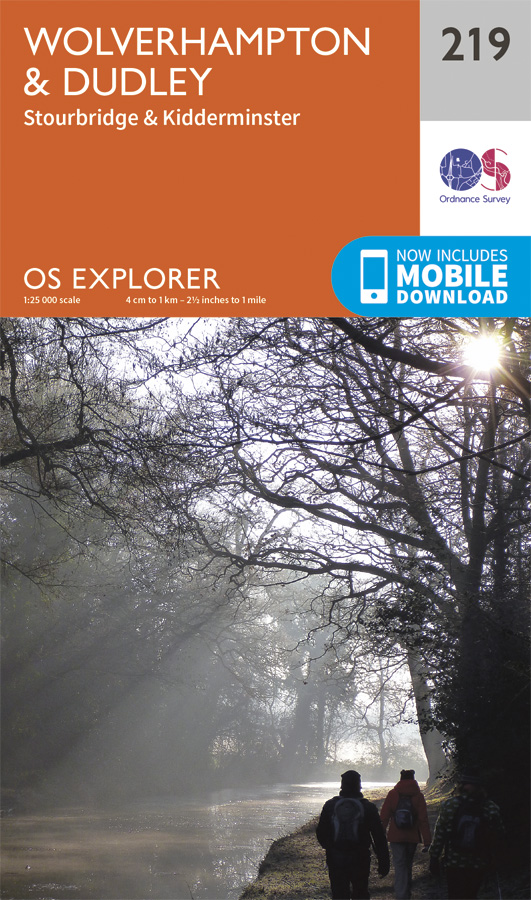 WOLVERHAMPTON
& DUDLEY
Stourbridge & Kidderminster
219
Ordnance Survey
OS EXPLORER
1:25 000 scale 4 cm to 1 km – 2½ inches to 1 mile
NOW INCLUDES
MOBILE
DOWNLOAD